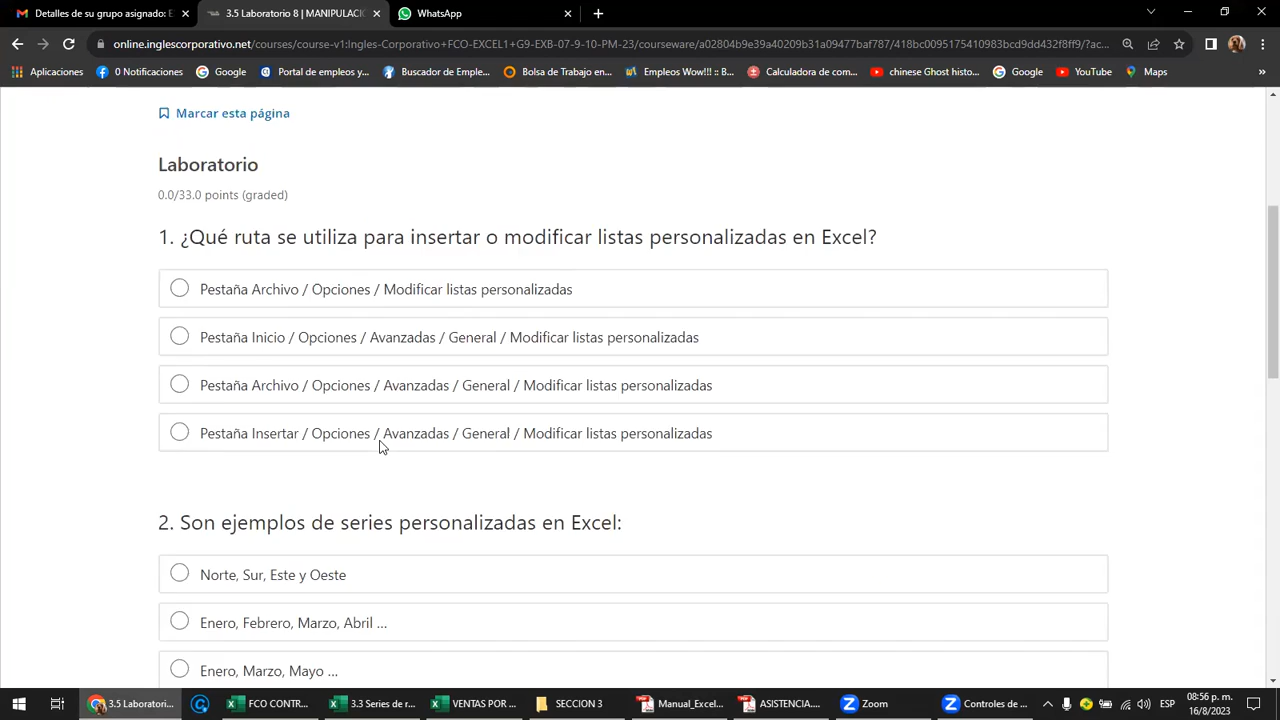 Detalles de su grupo asignado: E
3.5 Laboratorio 8 | MANIPULACIO
WhatsApp
online.inglescorporativo.net/courses/course-v1:Ingles-Corporativo+FCO-EXCEL1+G9-EXB-07-9-10-PM-23/courseware/a02804b9e39a40209b31a09477baf787/418bc0095175410983bcd9dd432f8ff9/?ac...
Aplicaciones
0 Notificaciones
Google
Portal de empleos y...
Buscador de Emple...
Bolsa de Trabajo en...
Empleos Wow!!! :: B...
Calculadora de com...
chinese Ghost histo...
Google
YouTube
Maps
»
Marcar esta página
Laboratorio
0.0/33.0 points (graded)
1. ¿Qué ruta se utiliza para insertar o modificar listas personalizadas en Excel?
Pestaña Archivo / Opciones / Modificar listas personalizadas
Pestaña Inicio / Opciones / Avanzadas / General / Modificar listas personalizadas
Pestaña Archivo / Opciones / Avanzadas / General / Modificar listas personalizadas
Pestaña Insertar / Opciones / Avanzadas / General / Modificar listas personalizadas
2. Son ejemplos de series personalizadas en Excel:
Norte, Sur, Este y Oeste
Enero, Febrero, Marzo, Abril ...
Enero, Marzo, Mayo ...
3.5 Laboratori...
FCO CONTR...
3.3 Series de r...
VENTAS POR ...
SECCION 3
Manual_Excel...
ASISTENCIA....
Zoom
Controles de ...
ESP
08:56 p. m.
16/8/2023